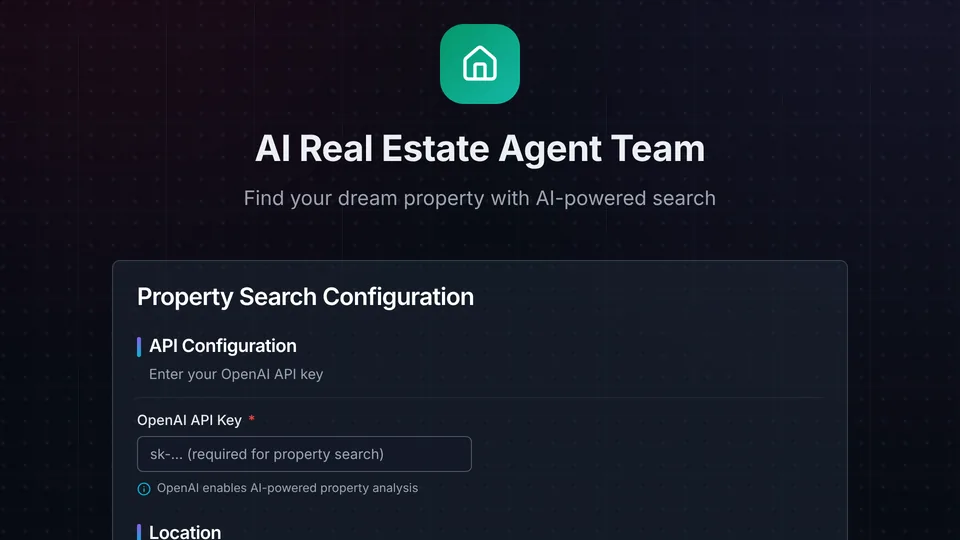 AI Real Estate Agent Team
Find your dream property with AI-powered search
Property Search Configuration
API Configuration
Enter your OpenAI API key
OpenAI API Key *
sk-... (required for property search)
OpenAI enables AI-powered property analysis
Location